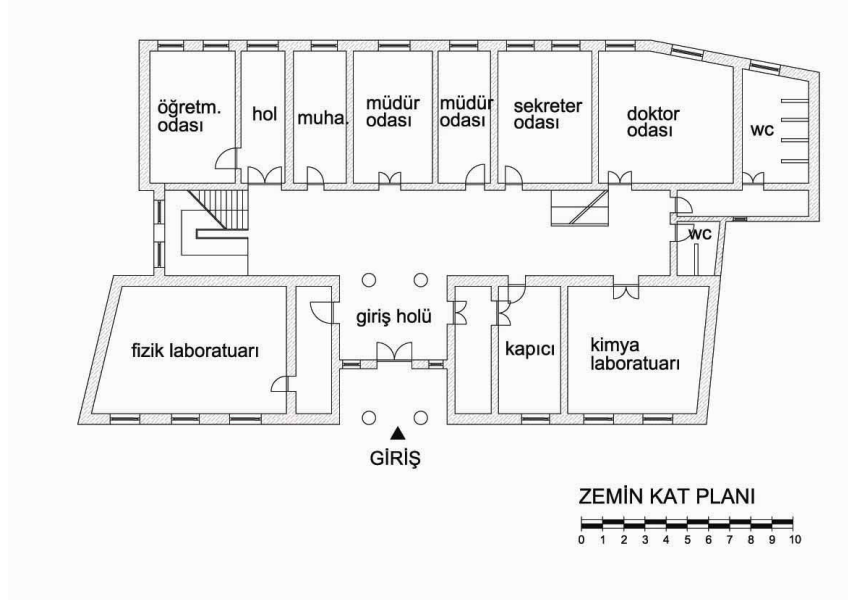 öğretm.
odası
hol
muha.
müdür
odası
müdür
odası
sekreter
odası
doktor
odası
wc
wc
giriş holü
fizik laboratuarı
kapıcı
kimya
laboratuarı
GİRİŞ
ZEMİN KAT PLANI
0 1 2 3 4 5 6 7 8 9 10